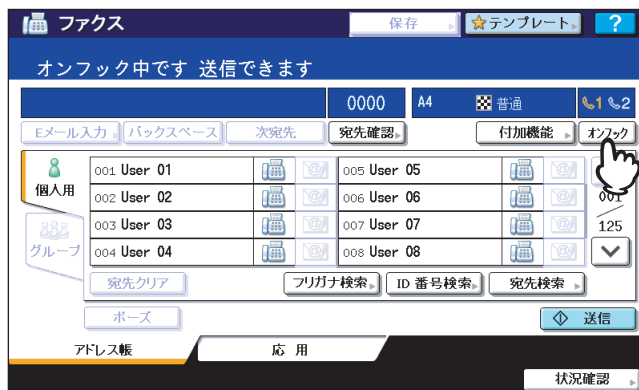 ファクス 保存 テンプレート ?
オンフック中です 送信できます
0000 A4 普通 1 2
Eメール入力 バックスペース 次宛先 宛先確認 付加機能 オンフック
個人用
グループ
001 User 01 005 User 05
002 User 02 006 User 06
003 User 03 007 User 07
004 User 04 008 User 08
001
125
宛先クリア フリガナ検索 ID 番号検索 宛先検索
ポーズ 送信
アドレス帳 応用
状況確認